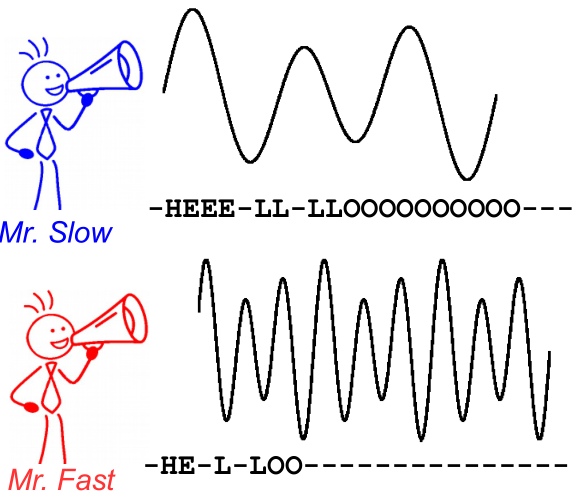 -HEEE-LL-LLOOOOOOOOOO---
Mr. Slow
-HE-L-LOO---------------
Mr. Fast